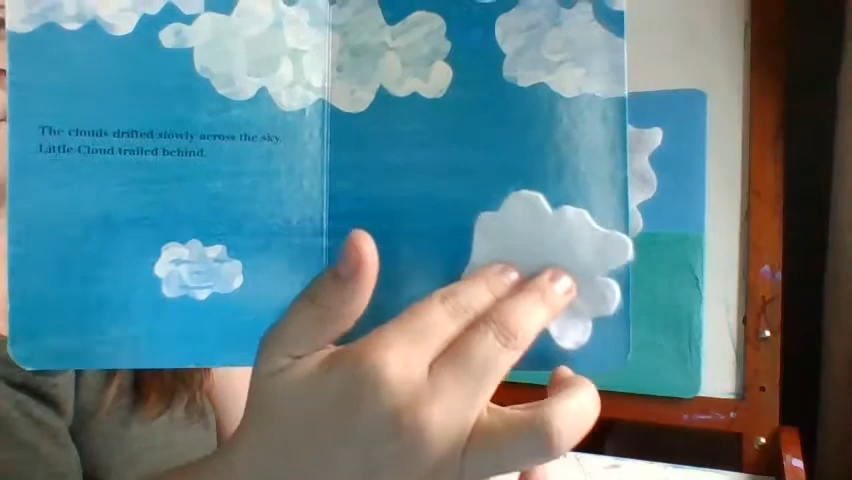 The clouds drifted slowly across the sky.
Little Cloud trailed behind.